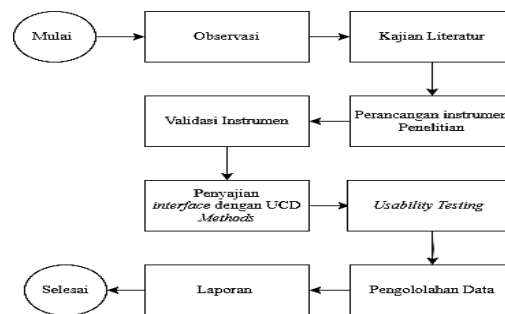 Mulai
Observasi
Kajian Literatur
Perancangan instrumen
Penelitian
Validasi Instrumen
Penyajian
interface dengan UCD
Methods
Usability Testing
Pengololahan Data
Laporan
Selesai